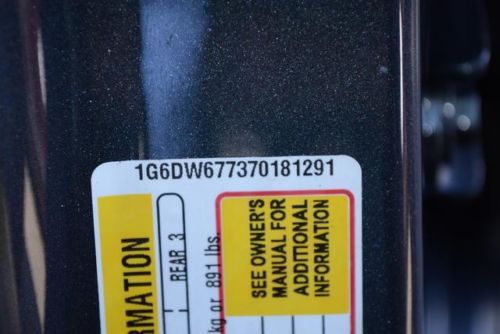 1G6DW677370181291
RMATION
REAR 3
kg or 891 lbs.
SEE OWNER'S
MANUAL FOR
ADDITIONAL
INFORMATION